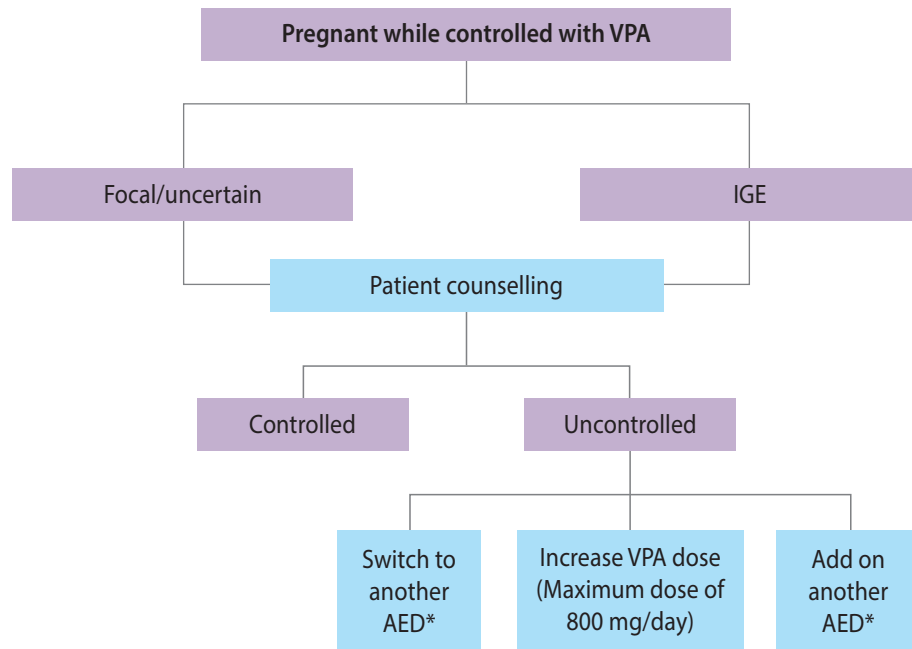 Pregnant while controlled with VPA
Focal/uncertain
IGE
Patient counselling
Controlled
Uncontrolled
Switch to
another
AED*
Increase VPA dose
(Maximum dose of
800 mg/day)
Add on
another
AED*